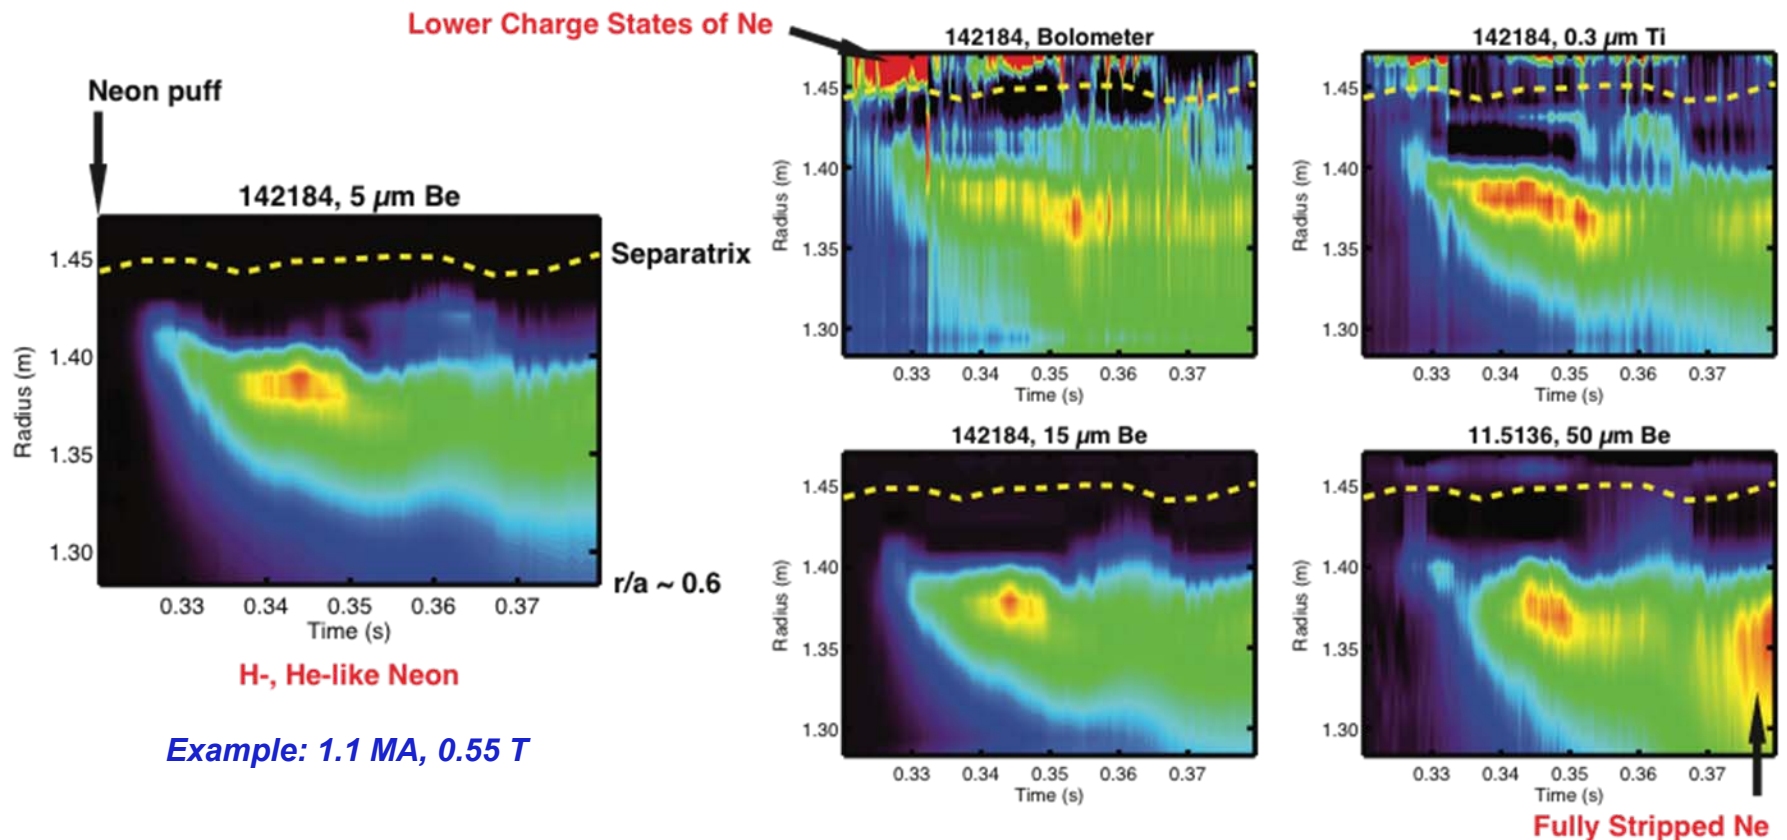 Lower Charge States of Ne
Neon puff
142184, 5 µm Be
Radius (m)
1.45
1.40
1.35
1.30
0.33 0.34 0.35 0.36 0.37
Time (s)
Separatrix
r/a ~ 0.6
H-, He-like Neon
Example: 1.1 MA, 0.55 T
142184, Bolometer
Radius (m)
1.45
1.40
1.35
1.30
0.33 0.34 0.35 0.36 0.37
Time (s)
142184, 0.3 µm Ti
Radius (m)
1.45
1.40
1.35
1.30
0.33 0.34 0.35 0.36 0.37
Time (s)
142184, 15 µm Be
Radius (m)
1.45
1.40
1.35
1.30
0.33 0.34 0.35 0.36 0.37
Time (s)
11.5136, 50 µm Be
Radius (m)
1.45
1.40
1.35
1.30
0.33 0.34 0.35 0.36 0.37
Time (s)
Fully Stripped Ne